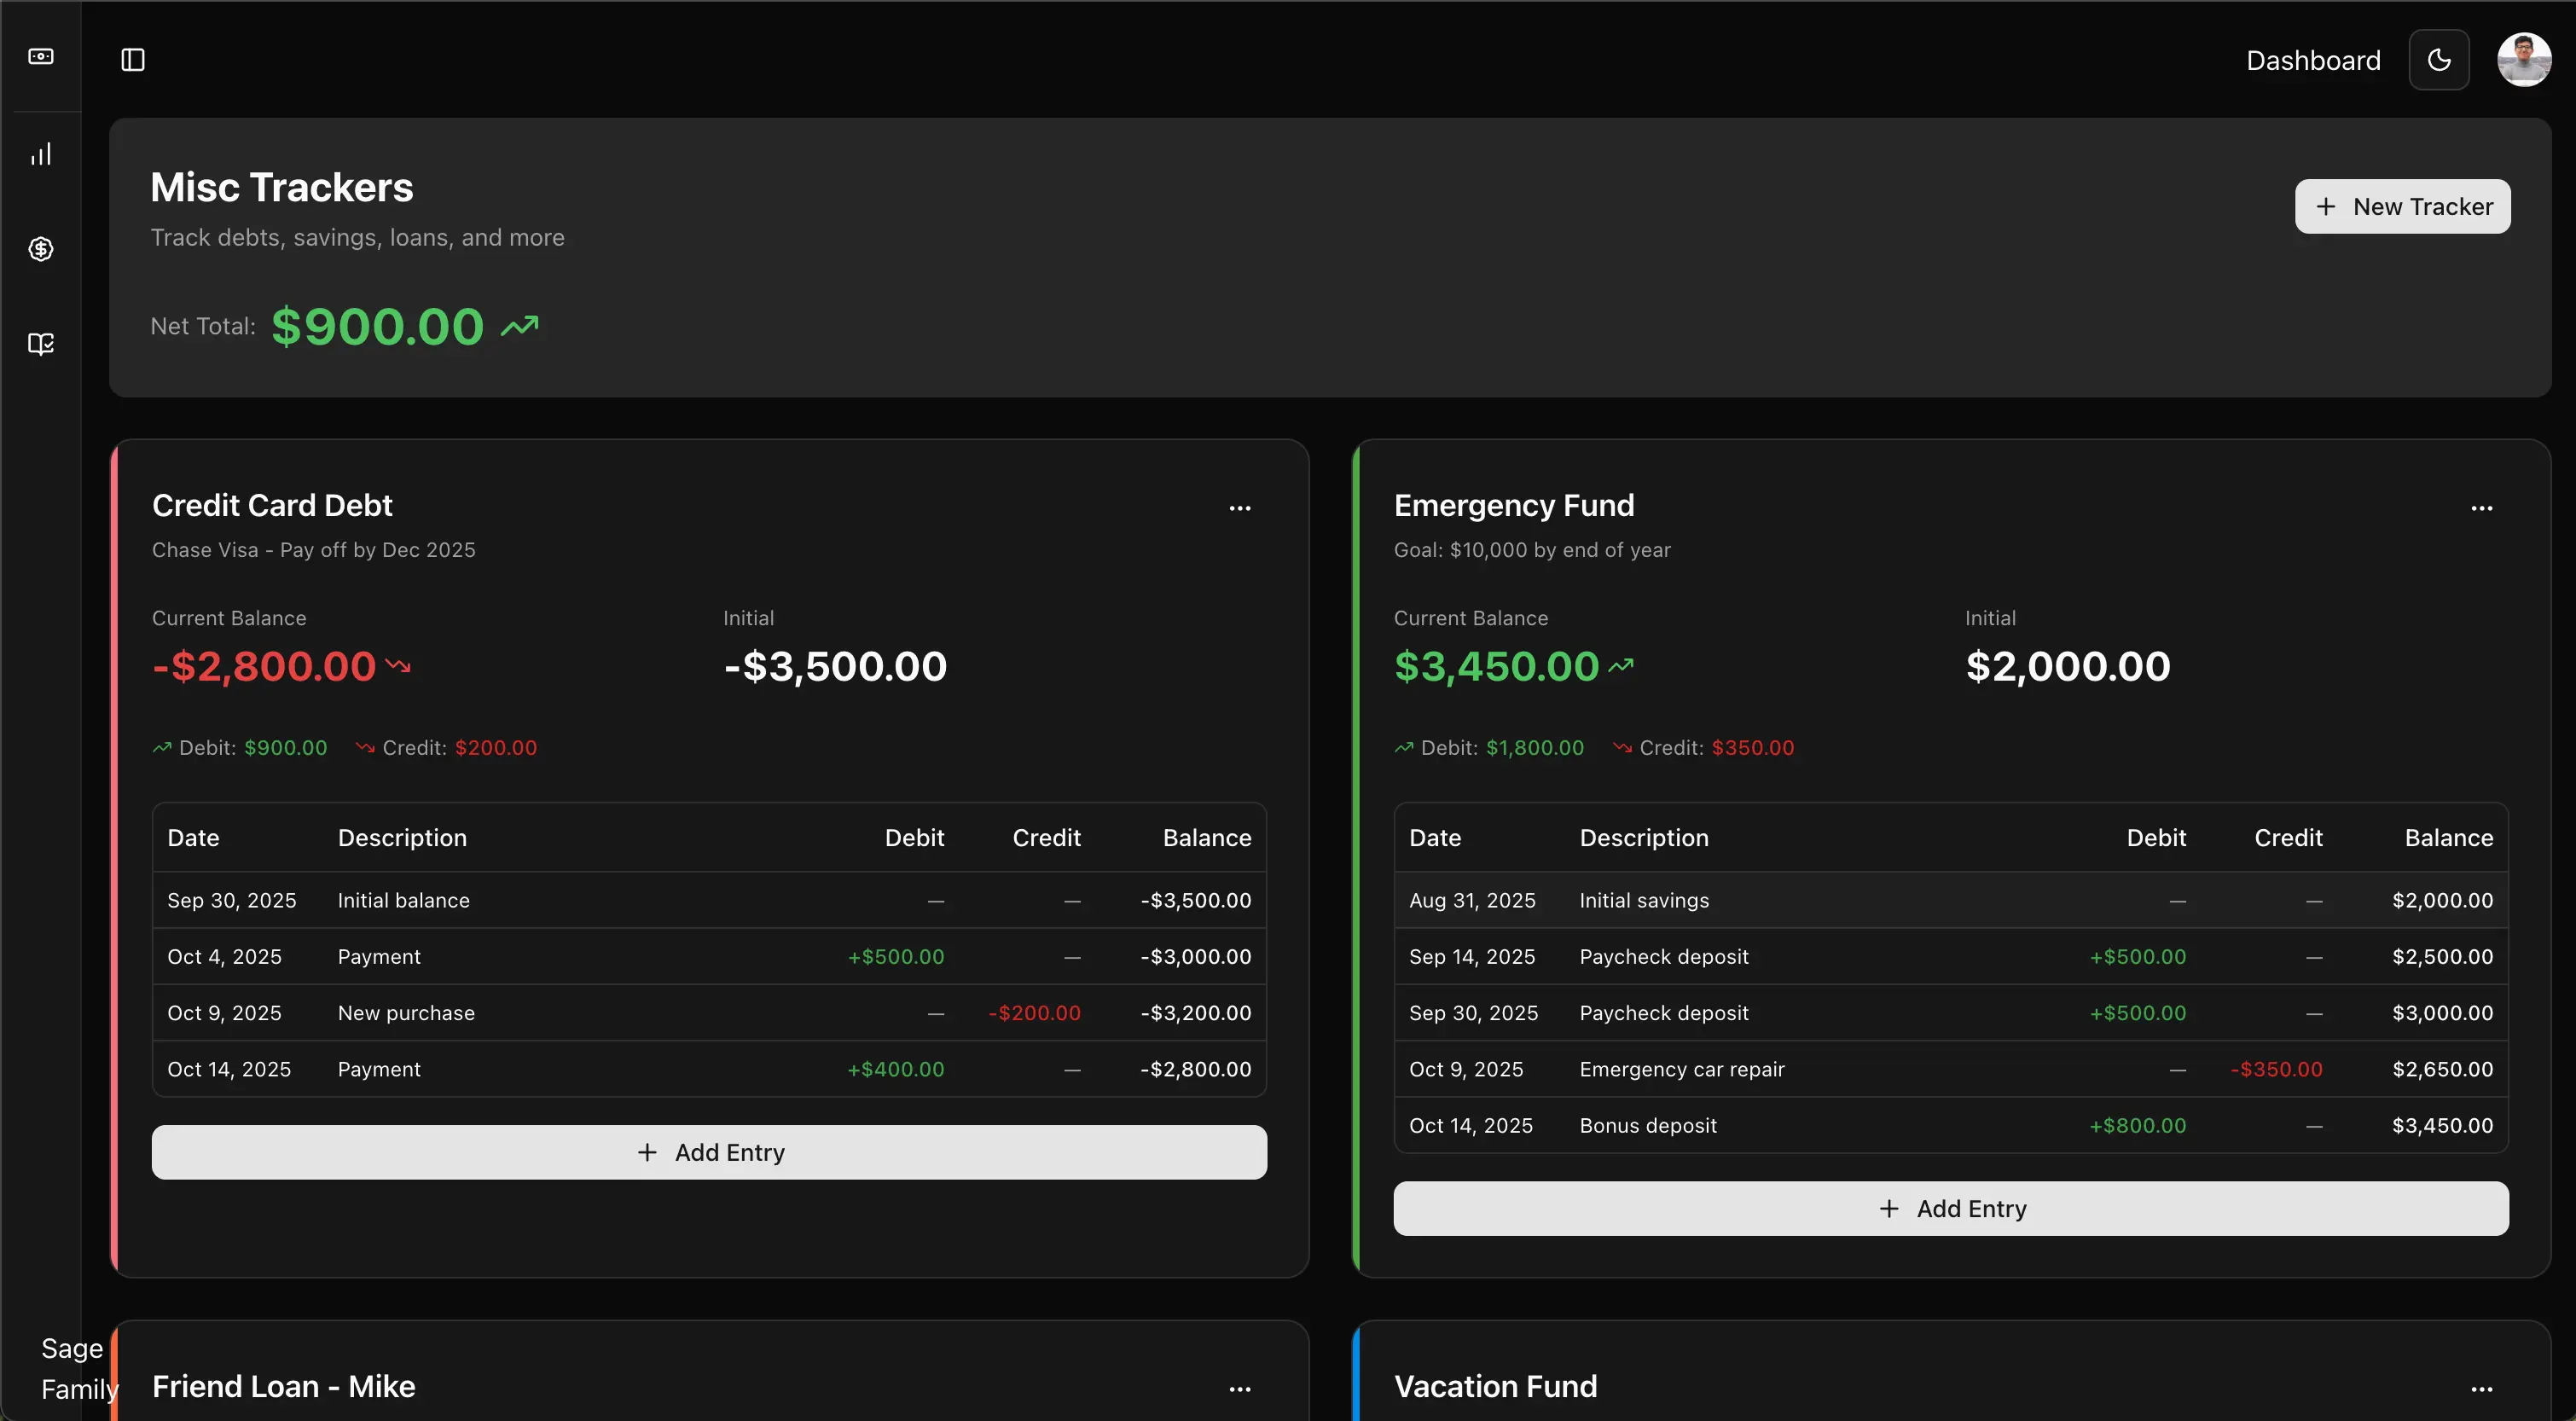 Dashboard
Misc Trackers
Track debts, savings, loans, and more
+ New Tracker
Net Total: $900.00
Credit Card Debt
Chase Visa - Pay off by Dec 2025
Current Balance Initial
-$2,800.00 -$3,500.00
Debit: $900.00 Credit: $200.00
Date Description Debit Credit Balance
Sep 30, 2025 Initial balance — — -$3,500.00
Oct 4, 2025 Payment +$500.00 — -$3,000.00
Oct 9, 2025 New purchase — -$200.00 -$3,200.00
Oct 14, 2025 Payment +$400.00 — -$2,800.00
+ Add Entry
Emergency Fund
Goal: $10,000 by end of year
Current Balance Initial
$3,450.00 $2,000.00
Debit: $1,800.00 Credit: $350.00
Date Description Debit Credit Balance
Aug 31, 2025 Initial savings — — $2,000.00
Sep 14, 2025 Paycheck deposit +$500.00 — $2,500.00
Sep 30, 2025 Paycheck deposit +$500.00 — $3,000.00
Oct 9, 2025 Emergency car repair — -$350.00 $2,650.00
Oct 14, 2025 Bonus deposit +$800.00 — $3,450.00
+ Add Entry
Sage
Family
Friend Loan - Mike
Vacation Fund